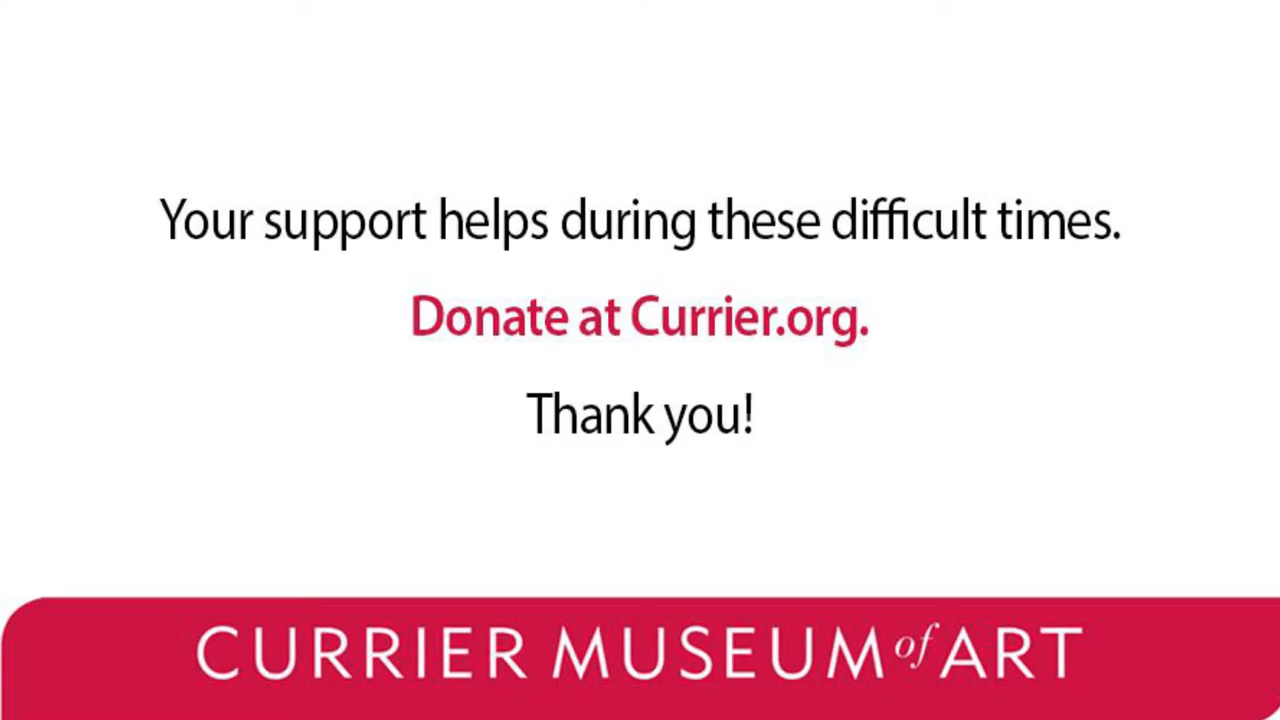 Your support helps during these difficult times.
Donate at Currier.org.
Thank you!
CURRIER MUSEUM of ART